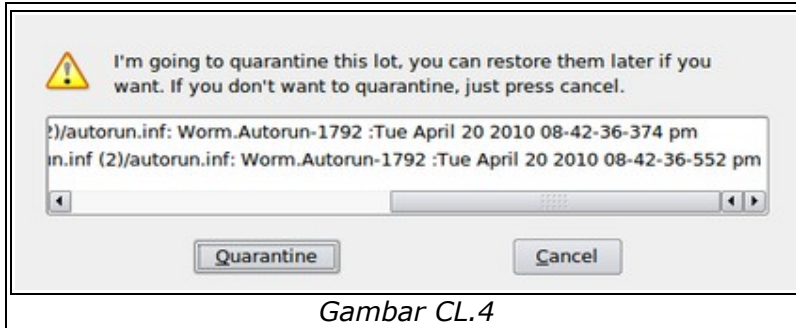 I'm going to quarantine this lot, you can restore them later if you
want. If you don't want to quarantine, just press cancel.
2)/autorun.inf: Worm.Autorun-1792 :Tue April 20 2010 08-42-36-374 pm
n.inf (2)/autorun.inf: Worm.Autorun-1792 :Tue April 20 2010 08-42-36-552 pm
Quarantine
Cancel
Gambar CL.4